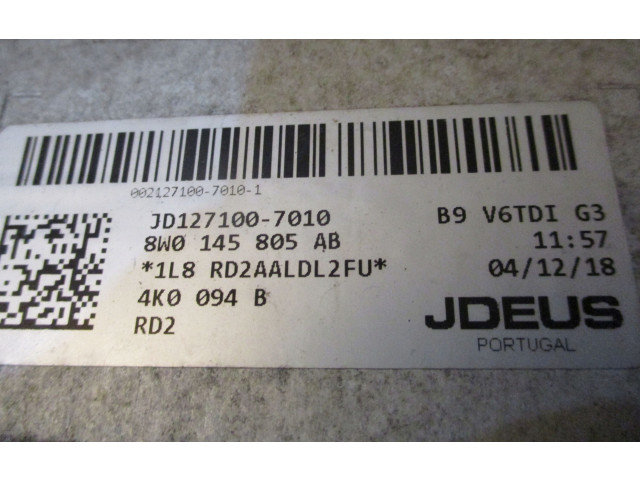 002127100-7010-1
JD127100-7010 B9 V6TDI G3
8W0 145 805 AB 11:57
*1L8 RD2AALDL2FU* 04/12/18
4K0 094 B JDEUS
RD2 PORTUGAL